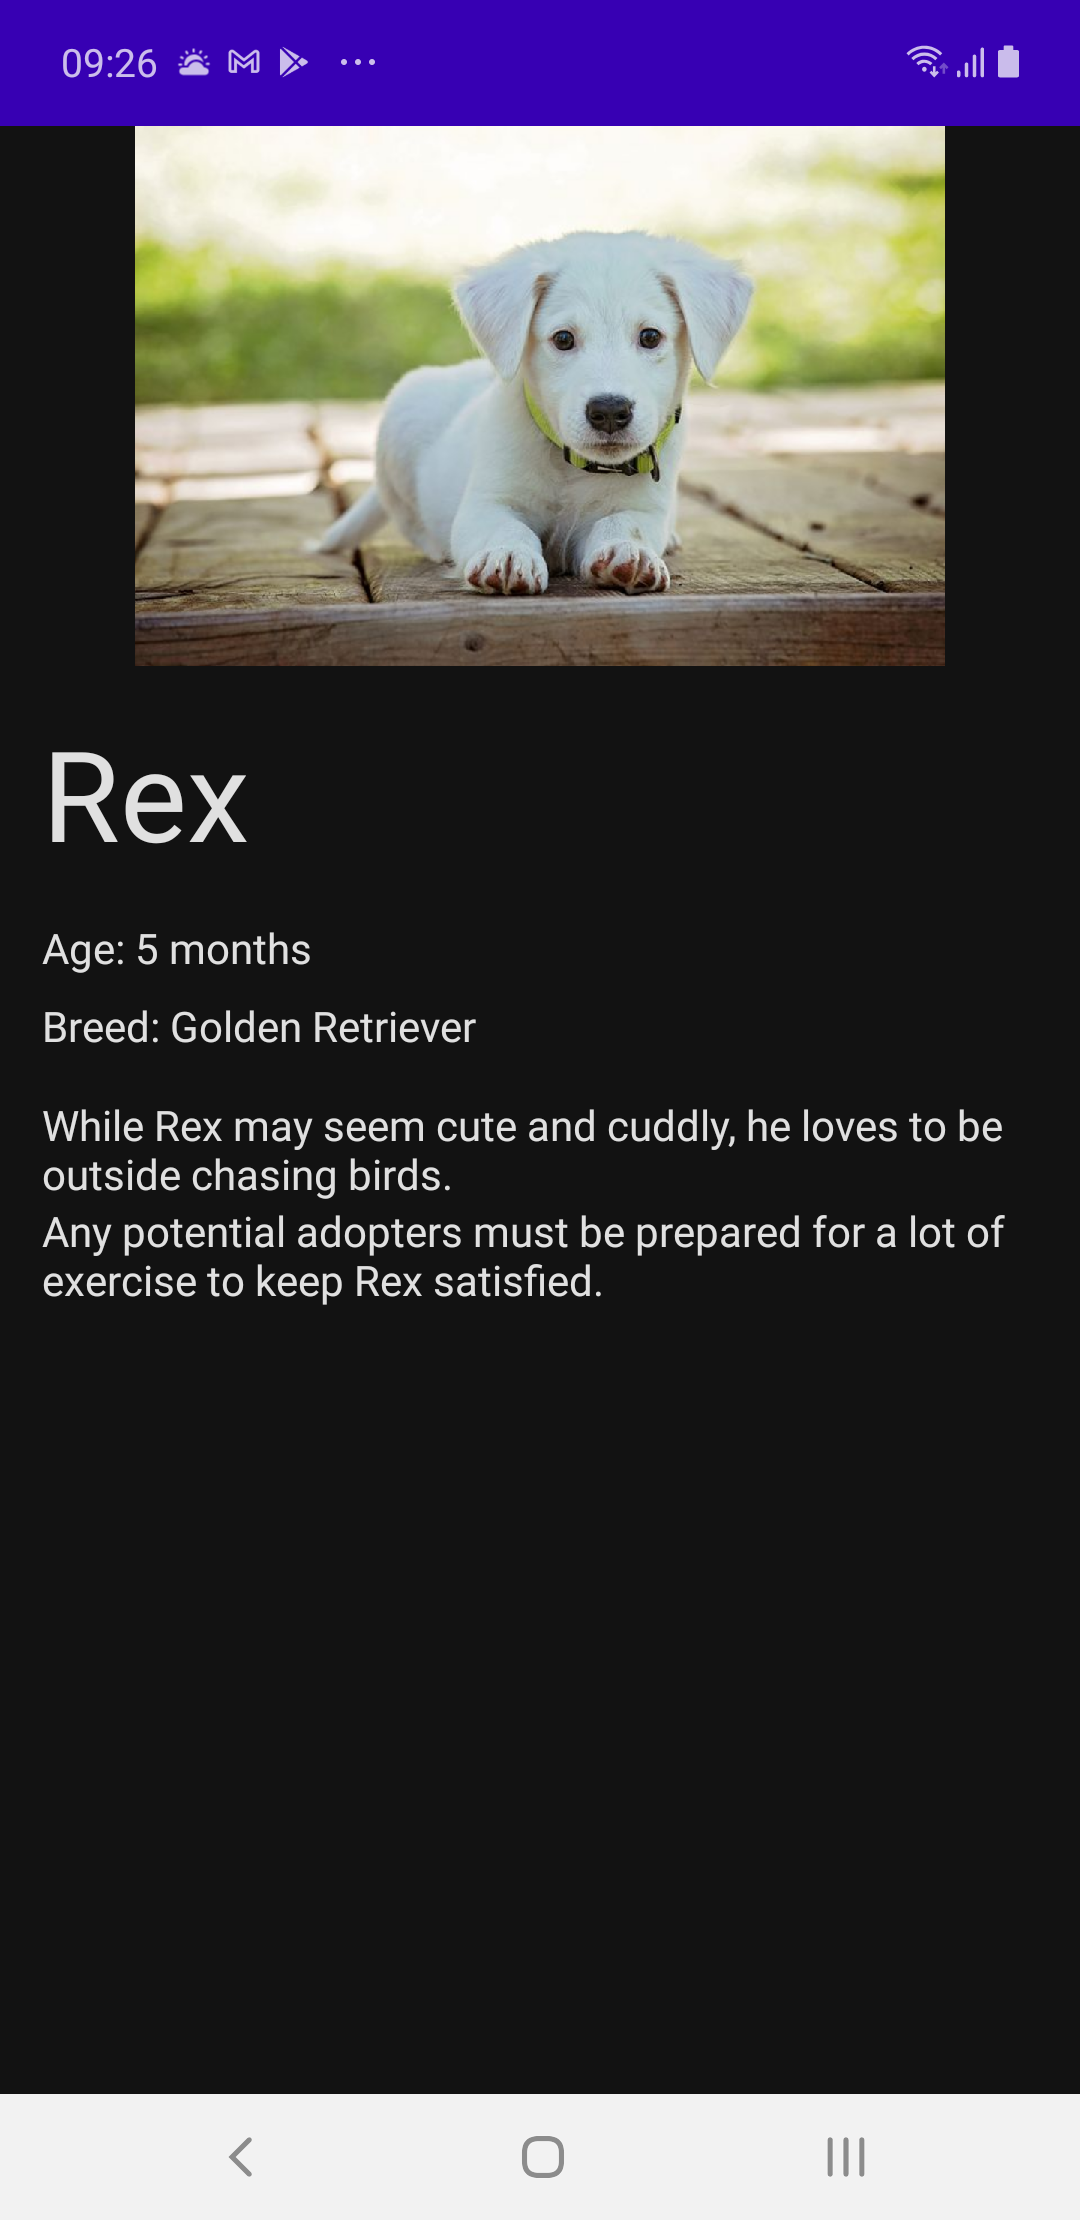 09:26
Rex
Age: 5 months
Breed: Golden Retriever
While Rex may seem cute and cuddly, he loves to be
outside chasing birds.
Any potential adopters must be prepared for a lot of
exercise to keep Rex satisfied.